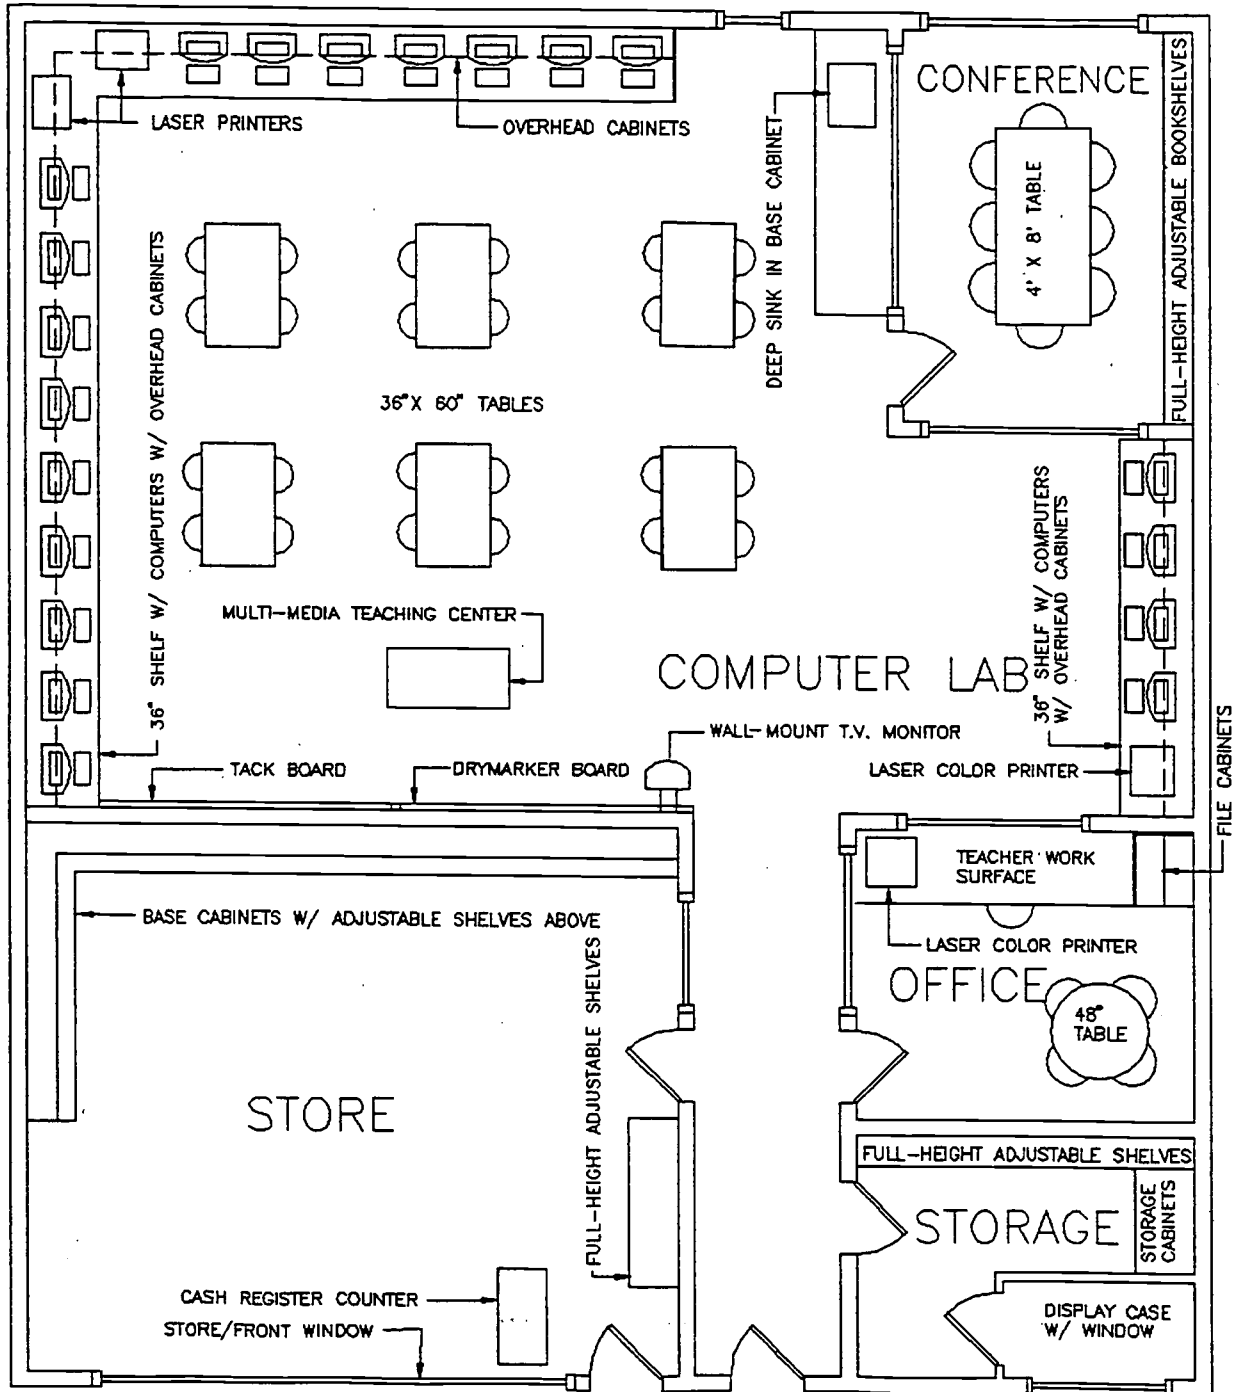 CONFERENCE
LASER PRINTERS
OVERHEAD CABINETS
DEEP SINK IN BASE CABINET
4' X 8' TABLE
FULL-HEIGHT ADJUSTABLE BOOKSHELVES
36" SHELF W/ COMPUTERS W/ OVERHEAD CABINETS
36"X 60" TABLES
MULTI-MEDIA TEACHING CENTER
COMPUTER LAB
36" SHELF W/ COMPUTERS
W/ OVERHEAD CABINETS
WALL-MOUNT T.V. MONITOR
TACK BOARD
DRYMARKER BOARD
LASER COLOR PRINTER
FILE CABINETS
TEACHER WORK
SURFACE
BASE CABINETS W/ ADJUSTABLE SHELVES ABOVE
LASER COLOR PRINTER
OFFICE
48"
TABLE
FULL-HEIGHT ADJUSTABLE SHELVES
STORE
FULL-HEIGHT ADJUSTABLE SHELVES
STORAGE
STORAGE
CABINETS
CASH REGISTER COUNTER
STORE/FRONT WINDOW
DISPLAY CASE
W/ WINDOW